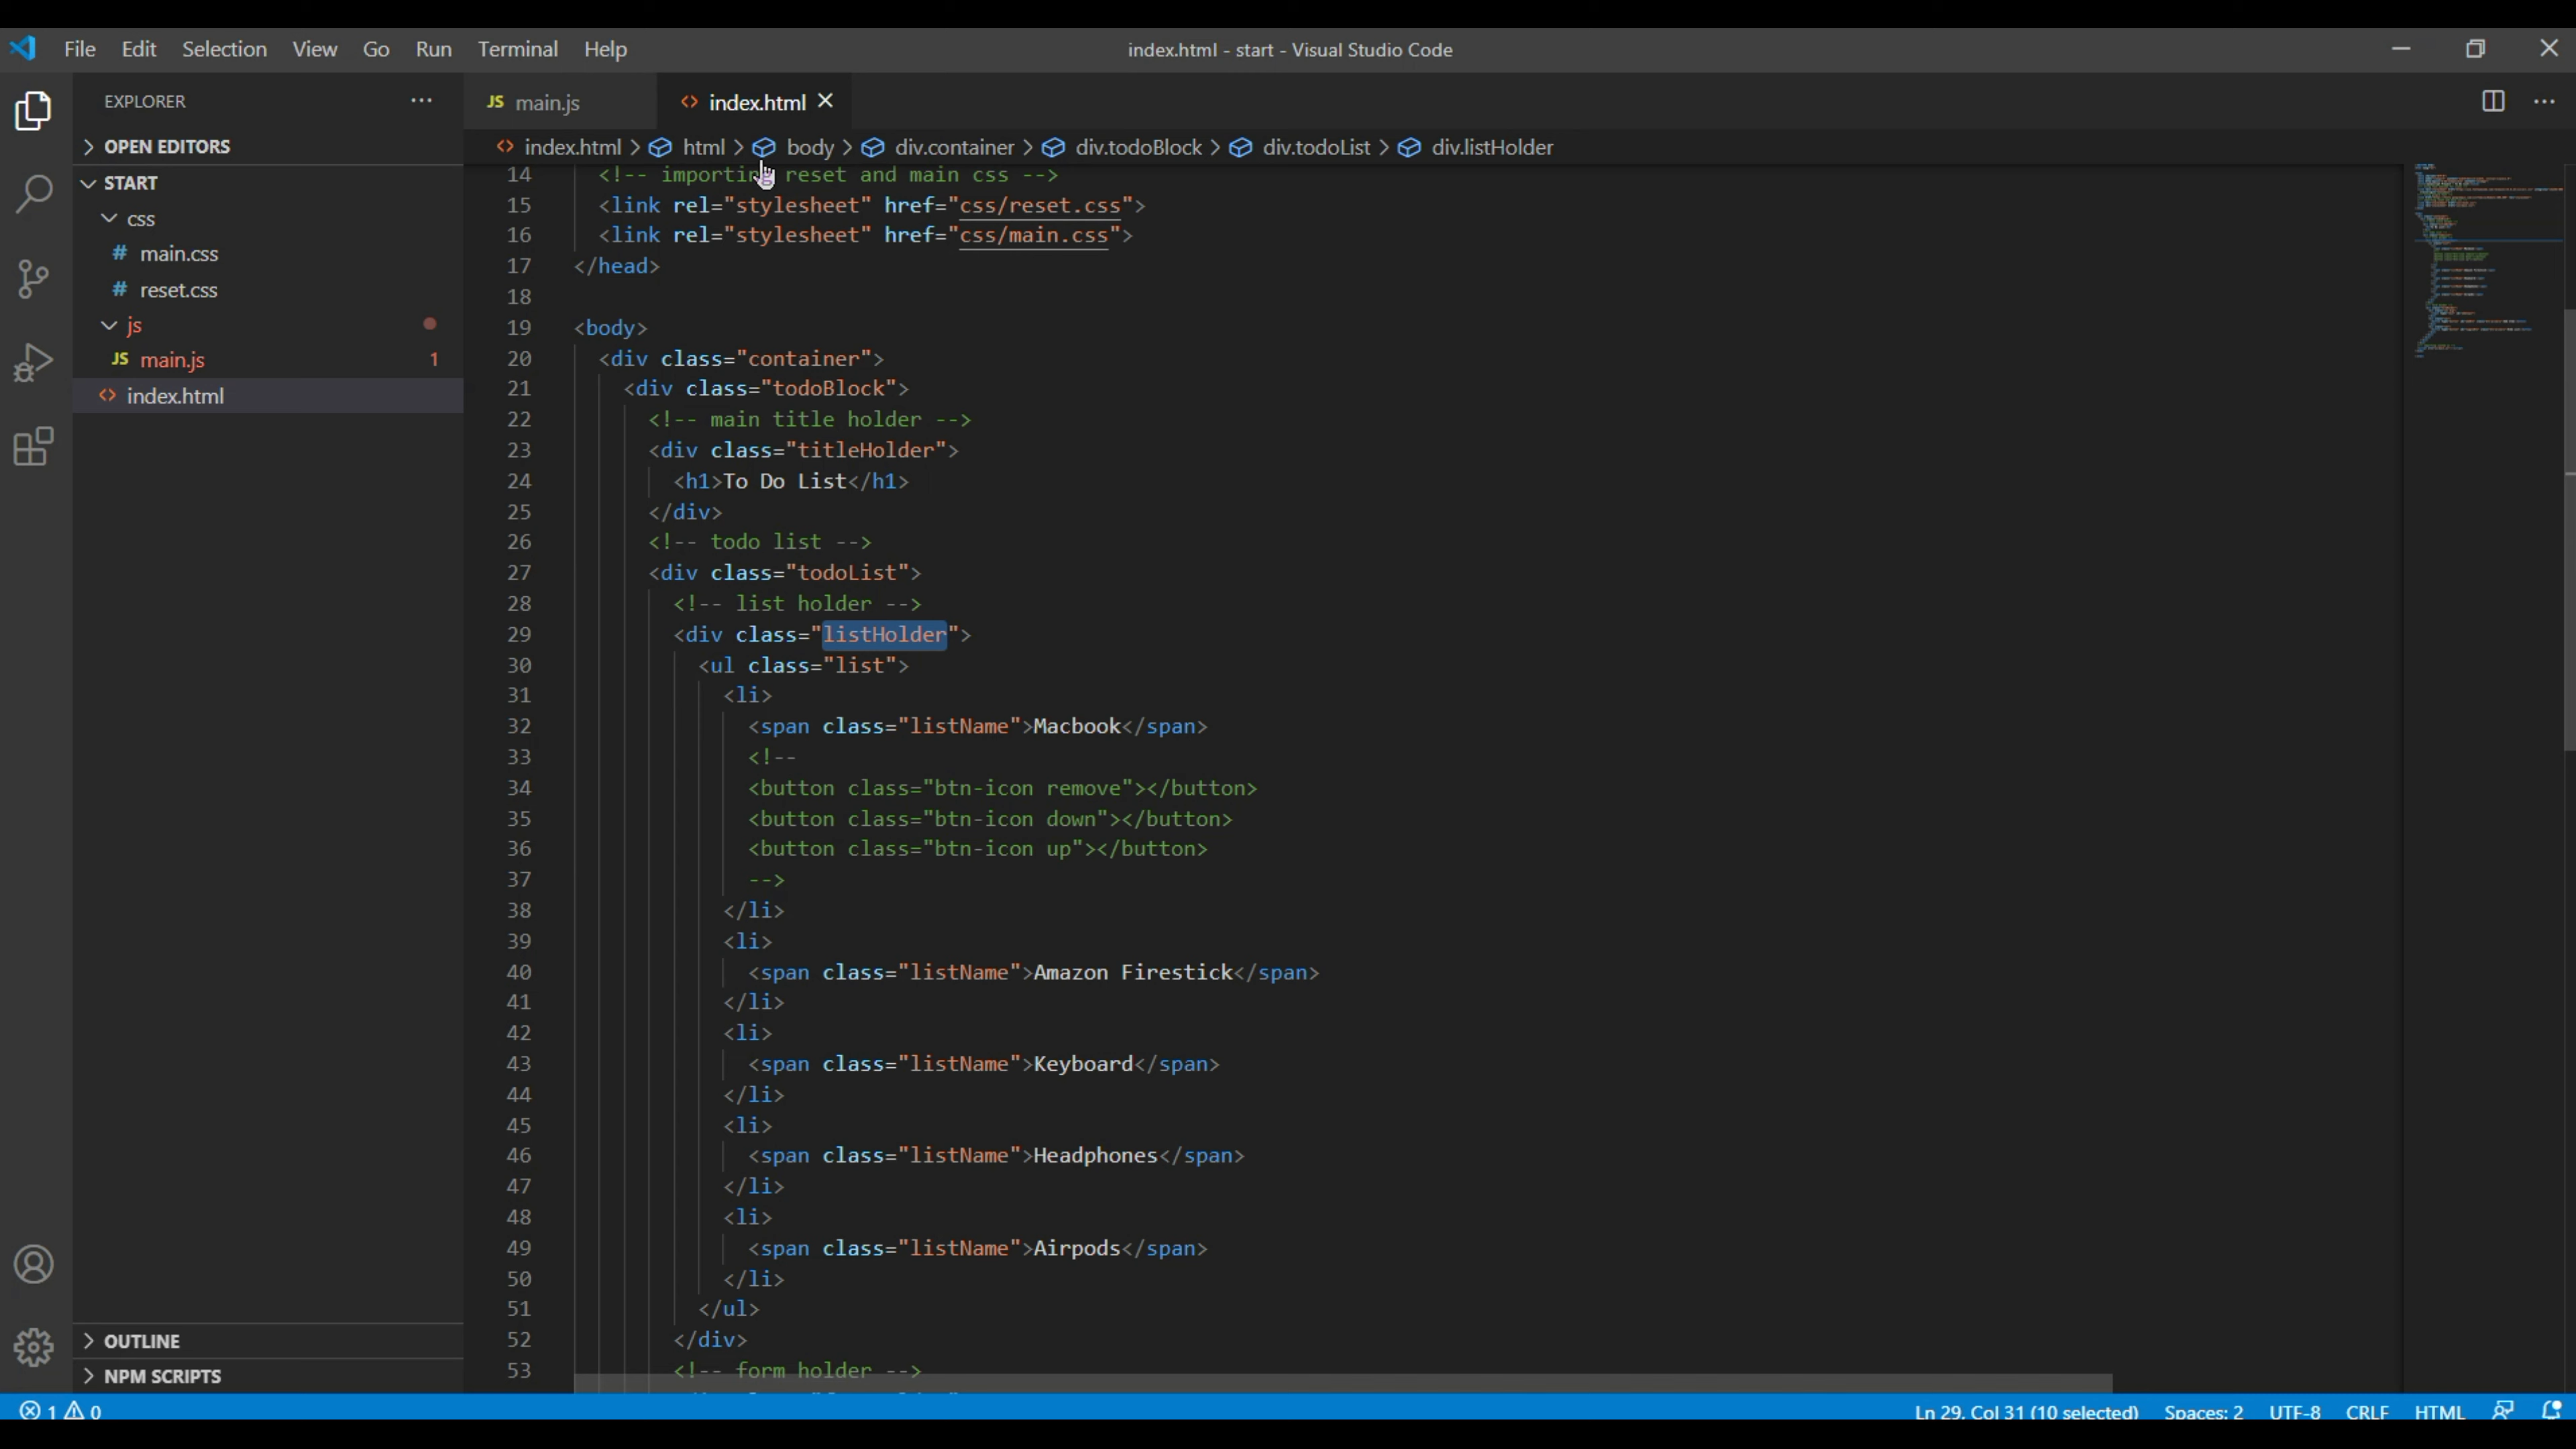 File Edit Selection View Go Run Terminal Help
index.html - start - Visual Studio Code
EXPLORER
OPEN EDITORS
START
css
# main.css
# reset.css
js
JS main.js 1
<> index.html
OUTLINE
NPM SCRIPTS
JS main.js
<> index.html
<> index.html > html > body > div.container > div.todoBlock > div.todoList > div.listHolder
14 <!-- importing reset and main css -->
15 <link rel="stylesheet" href="css/reset.css">
16 <link rel="stylesheet" href="css/main.css">
17 </head>
18
19 <body>
20 <div class="container">
21 <div class="todoBlock">
22 <!-- main title holder -->
23 <div class="titleHolder">
24 <h1>To Do List</h1>
25 </div>
26 <!-- todo list -->
27 <div class="todoList">
28 <!-- list holder -->
29 <div class="listHolder">
30 <ul class="list">
31 <li>
32 <span class="listName">Macbook</span>
33 <!--
34 <button class="btn-icon remove"></button>
35 <button class="btn-icon down"></button>
36 <button class="btn-icon up"></button>
37 -->
38 </li>
39 <li>
40 <span class="listName">Amazon Firestick</span>
41 </li>
42 <li>
43 <span class="listName">Keyboard</span>
44 </li>
45 <li>
46 <span class="listName">Headphones</span>
47 </li>
48 <li>
49 <span class="listName">Airpods</span>
50 </li>
51 </ul>
52 </div>
53 <!-- form holder -->
1 0
Ln 29, Col 31 (10 selected) Spaces: 2 UTF-8 CRLF HTML